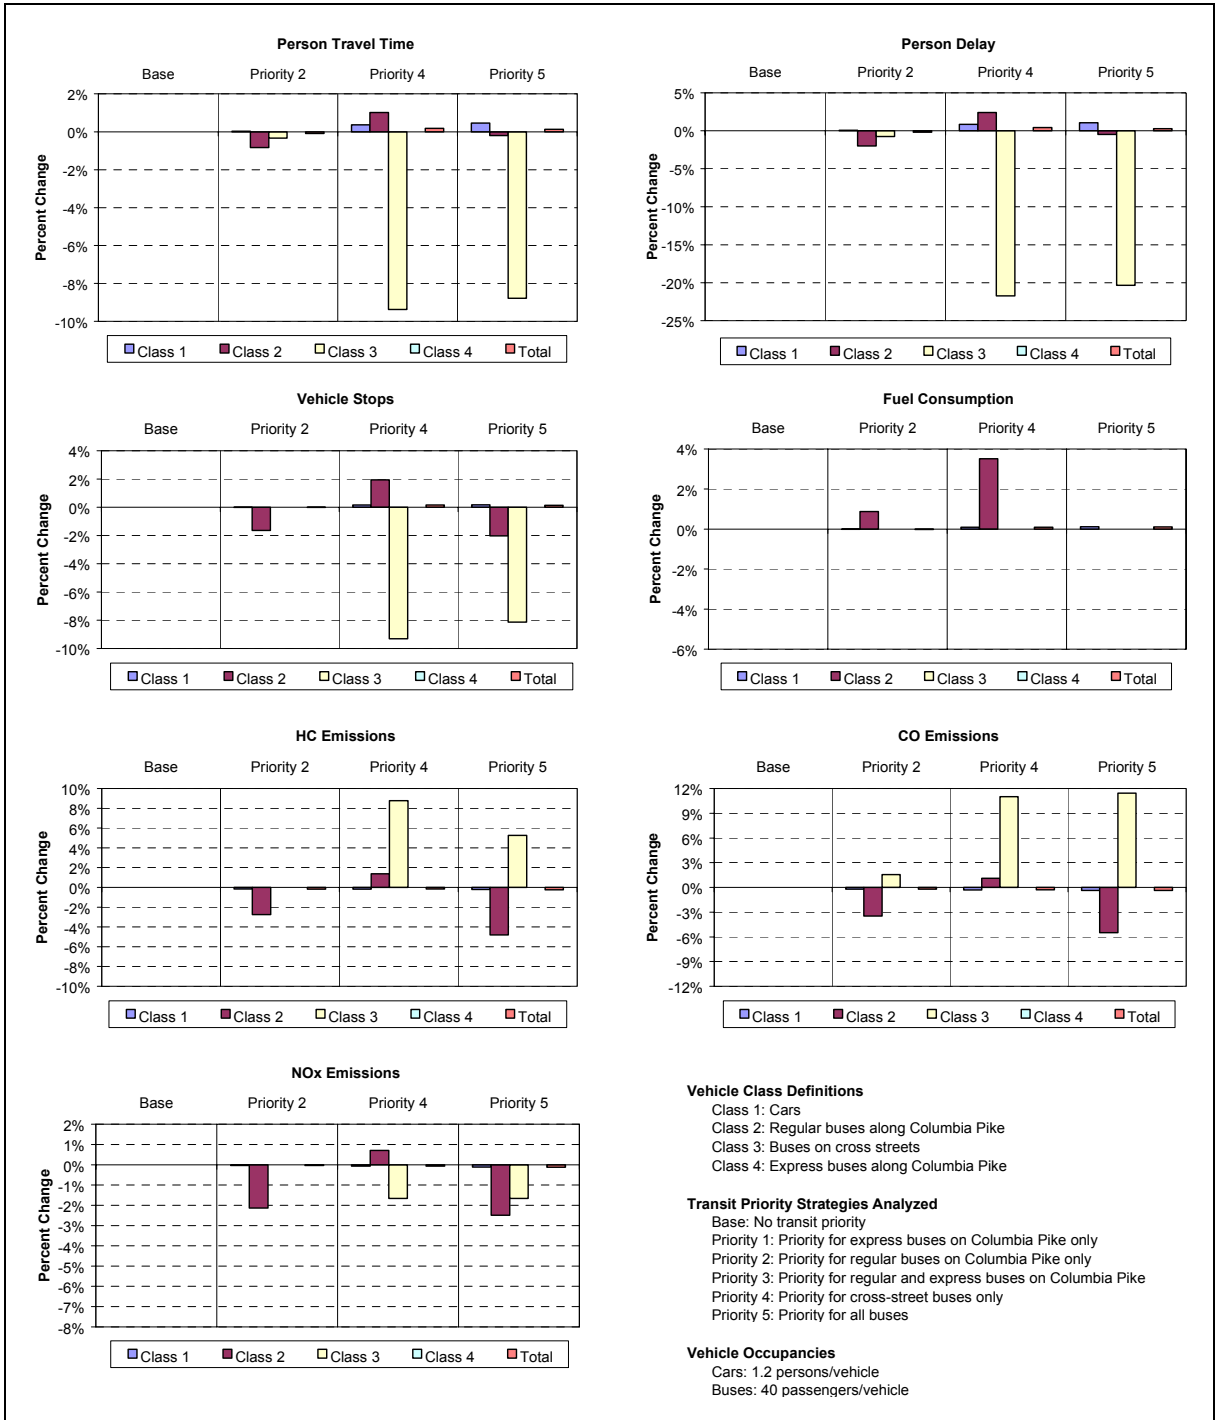 Person Travel Time
Base Priority 2 Priority 4 Priority 5
2%
0%
-2%
-4%
-6%
-8%
-10%
Percent Change
Class 1 Class 2 Class 3 Class 4 Total
Person Delay
Base Priority 2 Priority 4 Priority 5
5%
0%
-5%
-10%
-15%
-20%
-25%
Percent Change
Class 1 Class 2 Class 3 Class 4 Total
Vehicle Stops
Base Priority 2 Priority 4 Priority 5
4%
2%
0%
-2%
-4%
-6%
-8%
-10%
Percent Change
Class 1 Class 2 Class 3 Class 4 Total
Fuel Consumption
Base Priority 2 Priority 4 Priority 5
4%
2%
0%
-2%
-4%
-6%
Percent Change
Class 1 Class 2 Class 3 Class 4 Total
HC Emissions
Base Priority 2 Priority 4 Priority 5
10%
8%
6%
4%
2%
0%
-2%
-4%
-6%
-8%
-10%
Percent Change
Class 1 Class 2 Class 3 Class 4 Total
CO Emissions
Base Priority 2 Priority 4 Priority 5
12%
9%
6%
3%
0%
-3%
-6%
-9%
-12%
Percent Change
Class 1 Class 2 Class 3 Class 4 Total
NOx Emissions
Base Priority 2 Priority 4 Priority 5
2%
1%
0%
-1%
-2%
-3%
-4%
-5%
-6%
-7%
-8%
Percent Change
Class 1 Class 2 Class 3 Class 4 Total
Vehicle Class Definitions
Class 1: Cars
Class 2: Regular buses along Columbia Pike
Class 3: Buses on cross streets
Class 4: Express buses along Columbia Pike
Transit Priority Strategies Analyzed
Base: No transit priority
Priority 1: Priority for express buses on Columbia Pike only
Priority 2: Priority for regular buses on Columbia Pike only
Priority 3: Priority for regular and express buses on Columbia Pike
Priority 4: Priority for cross-street buses only
Priority 5: Priority for all buses
Vehicle Occupancies
Cars: 1.2 persons/vehicle
Buses: 40 passengers/vehicle